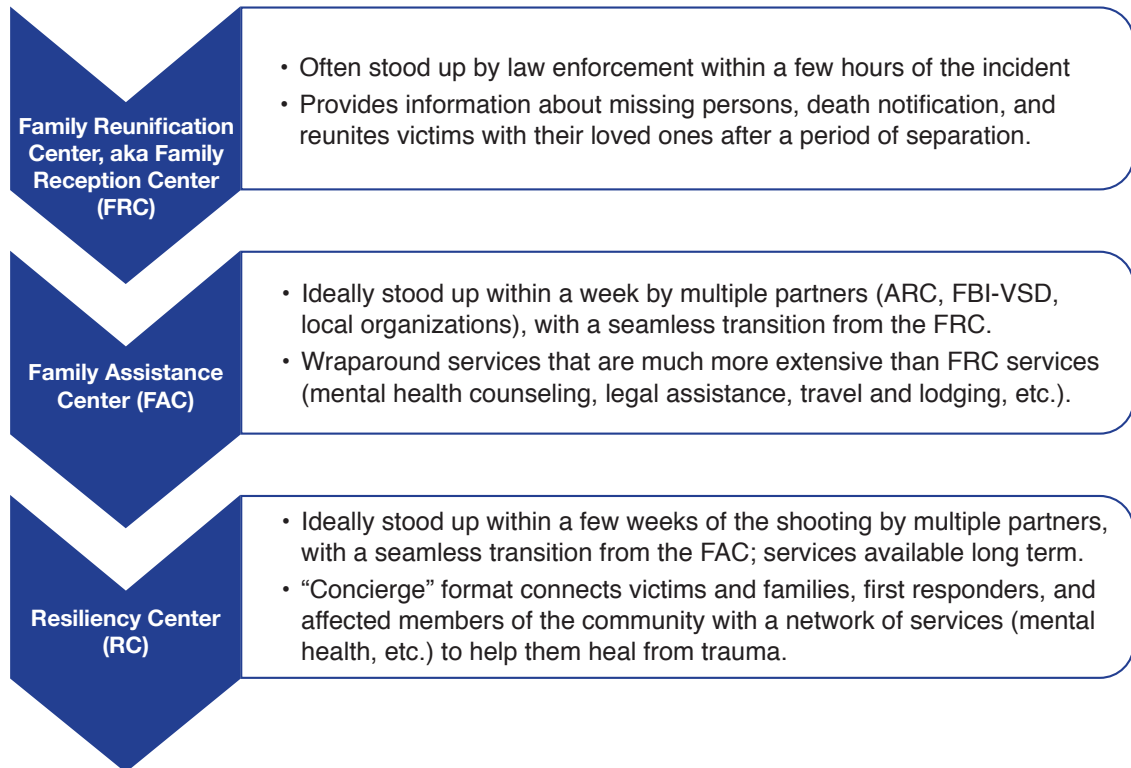 Family Reunification
Center, aka Family
Reception Center
(FRC)
• Often stood up by law enforcement within a few hours of the incident
• Provides information about missing persons, death notification, and
reunites victims with their loved ones after a period of separation.
Family Assistance
Center (FAC)
• Ideally stood up within a week by multiple partners (ARC, FBI-VSD,
local organizations), with a seamless transition from the FRC.
• Wraparound services that are much more extensive than FRC services
(mental health counseling, legal assistance, travel and lodging, etc.).
Resiliency Center
(RC)
• Ideally stood up within a few weeks of the shooting by multiple partners,
with a seamless transition from the FAC; services available long term.
• “Concierge” format connects victims and families, first responders, and
affected members of the community with a network of services (mental
health, etc.) to help them heal from trauma.